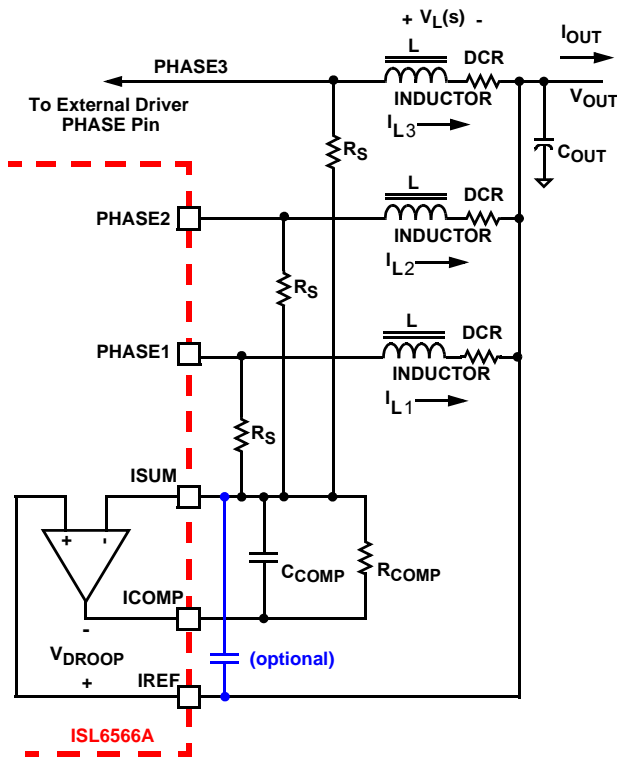 + VL(s) -
IOUT
L
DCR
PHASE3
VOUT
INDUCTOR
To External Driver
PHASE Pin
IL3
COUT
RS
L
DCR
PHASE2
INDUCTOR
IL2
RS
L
DCR
PHASE1
INDUCTOR
IL1
RS
ISUM
+ -
CCOMP
RCOMP
ICOMP
-
VDROOP
(optional)
+
IREF
ISL6566A